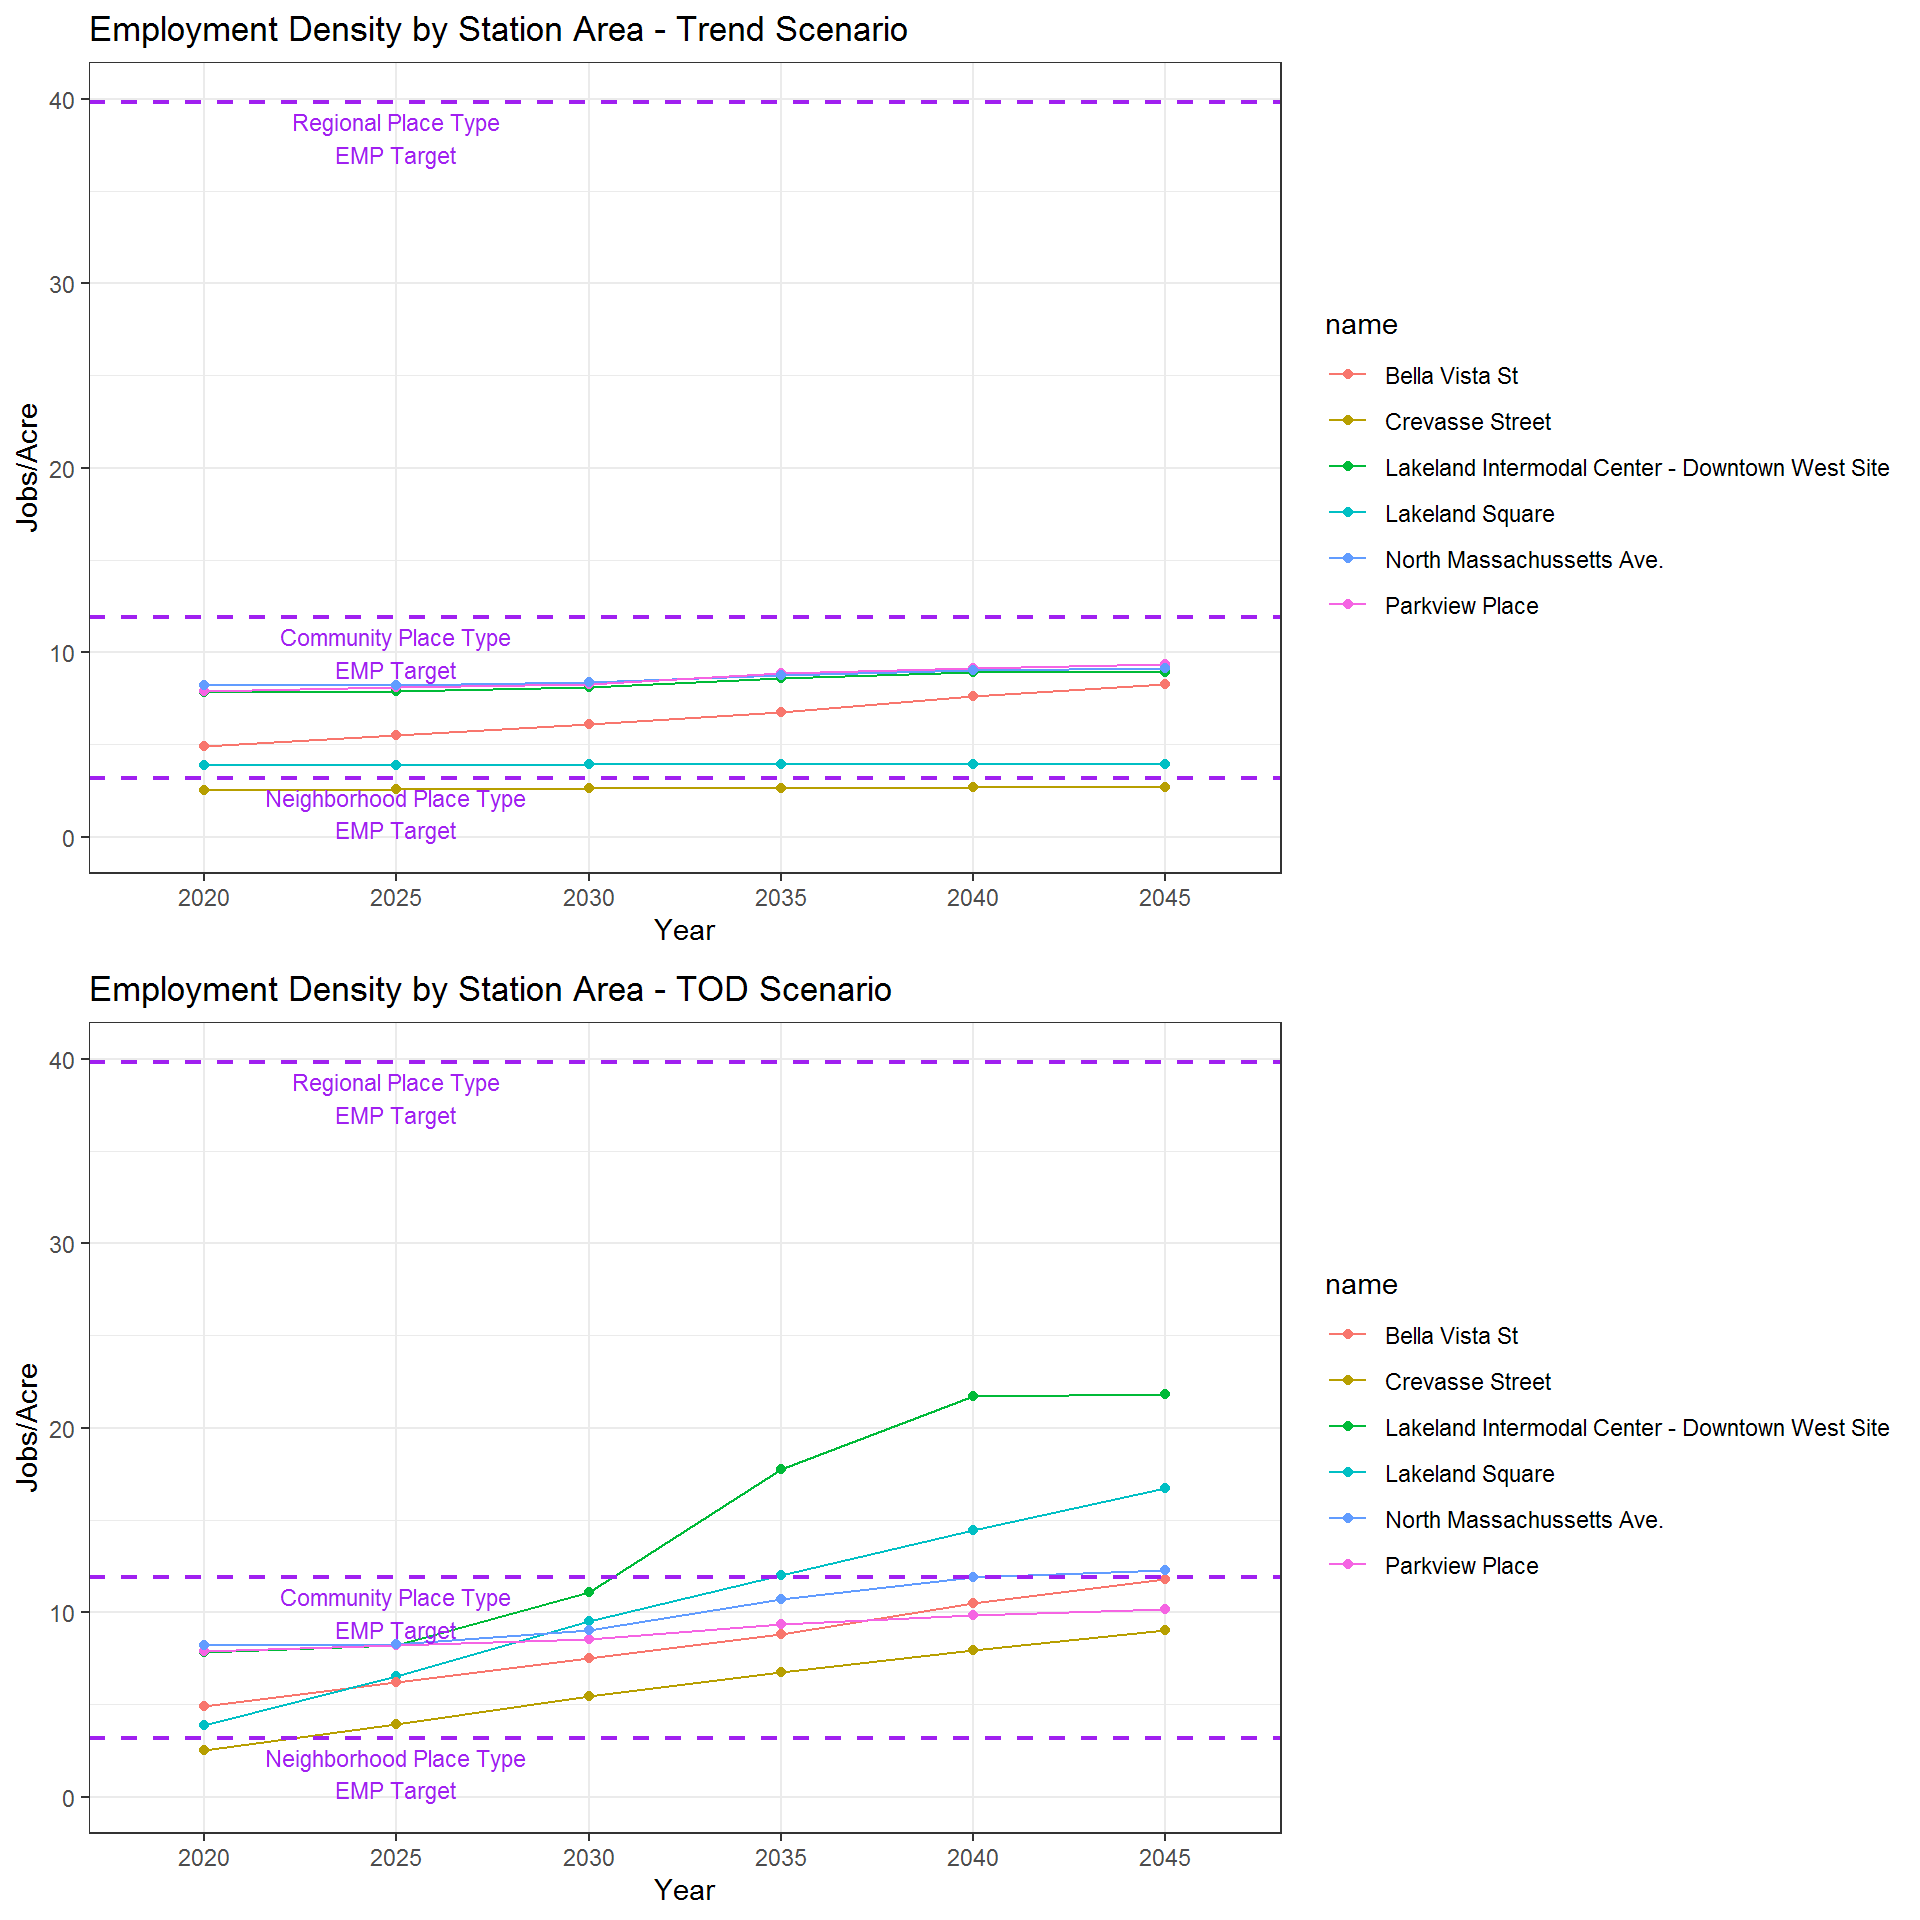 Employment Density by Station Area - Trend Scenario
40
30
20
10
0
Jobs/Acre
Regional Place Type
EMP Target
Community Place Type
EMP Target
Neighborhood Place Type
EMP Target
2020 2025 2030 2035 2040 2045
Year
name
Bella Vista St
Crevasse Street
Lakeland Intermodal Center - Downtown West Site
Lakeland Square
North Massachussetts Ave.
Parkview Place
Employment Density by Station Area - TOD Scenario
40
30
20
10
0
Jobs/Acre
Regional Place Type
EMP Target
Community Place Type
EMP Target
Neighborhood Place Type
EMP Target
2020 2025 2030 2035 2040 2045
Year
name
Bella Vista St
Crevasse Street
Lakeland Intermodal Center - Downtown West Site
Lakeland Square
North Massachussetts Ave.
Parkview Place